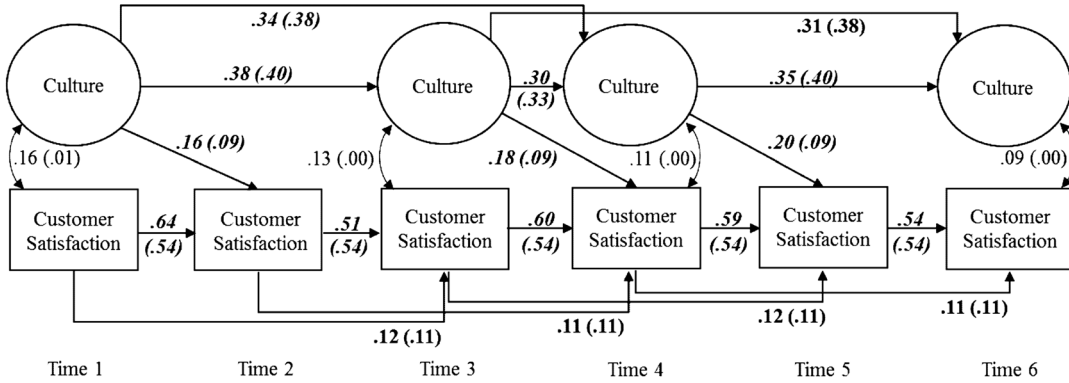 .34 (.38)
.31 (.38)
Culture
.38 (.40)
Culture
.30
(.33)
Culture
.35 (.40)
Culture
.16 (.01)
.16 (.09)
.13 (.00)
.18 (.09)
.11 (.00)
.20 (.09)
.09 (.00)
Customer
Satisfaction
.64
(.54)
Customer
Satisfaction
.51
(.54)
Customer
Satisfaction
.60
(.54)
Customer
Satisfaction
.59
(.54)
Customer
Satisfaction
.54
(.54)
Customer
Satisfaction
.12 (.11)
.11 (.11)
.12 (.11)
.11 (.11)
Time 1
Time 2
Time 3
Time 4
Time 5
Time 6